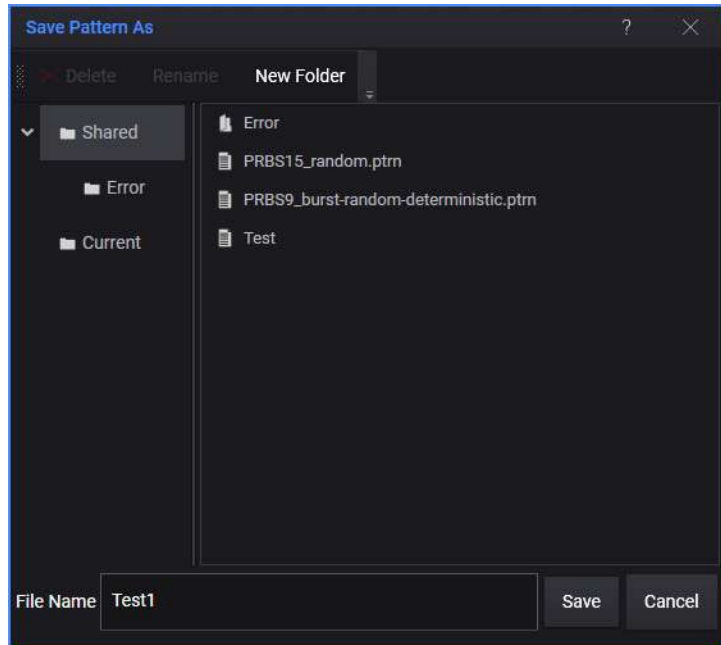 Save Pattern As ?
Delete Rename New Folder
Shared
Error
Current
Error
PRBS15_random.ptrn
PRBS9_burst-random-deterministic.ptrn
Test
File Name Test1 Save Cancel